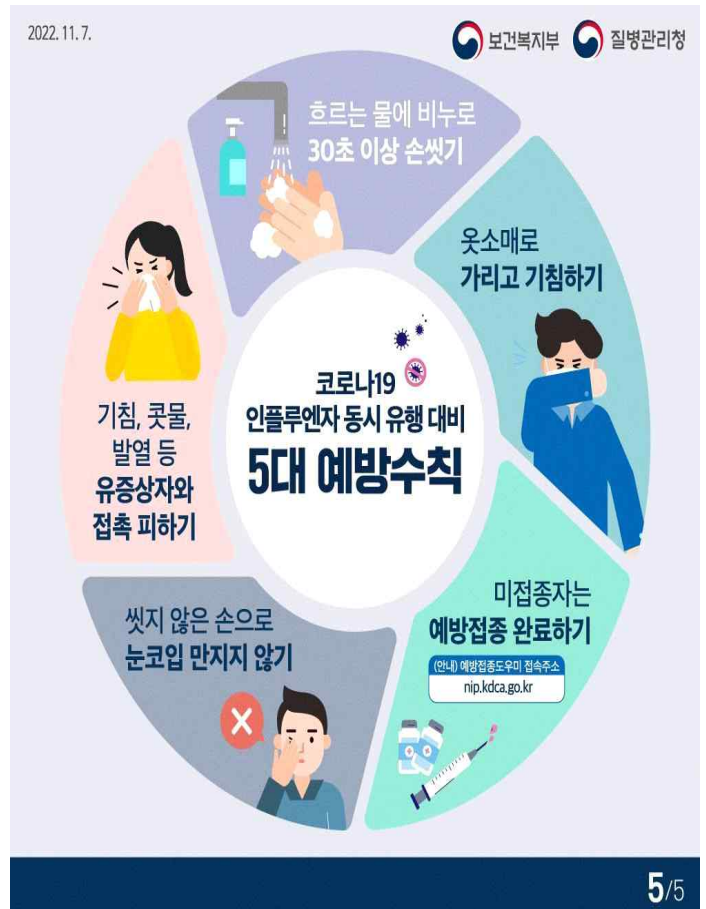 2022. 11. 7.
보건복지부 질병관리청
흐르는 물에 비누로
30초 이상 손씻기
옷소매로
가리고 기침하기
미접종자는
예방접종 완료하기
(안내) 예방접종도우미 접속주소
nip.kdca.go.kr
씻지 않은 손으로
눈코입 만지지 않기
기침, 콧물,
발열 등
유증상자와
접촉 피하기
코로나19
인플루엔자 동시 유행 대비
5대 예방수칙
5/5